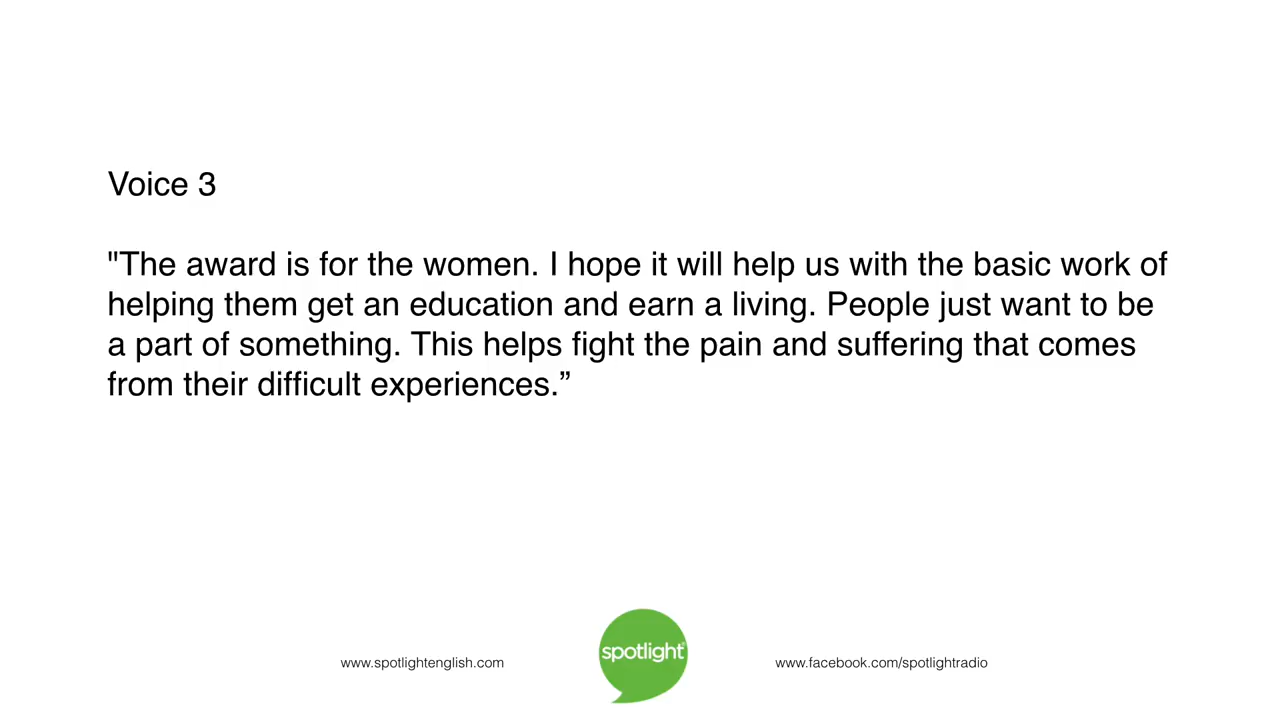 Voice 3
"The award is for the women. I hope it will help us with the basic work of
helping them get an education and earn a living. People just want to be
a part of something. This helps fight the pain and suffering that comes
from their difficult experiences.”
www.spotlightenglish.com
spotlight®
www.facebook.com/spotlightradio